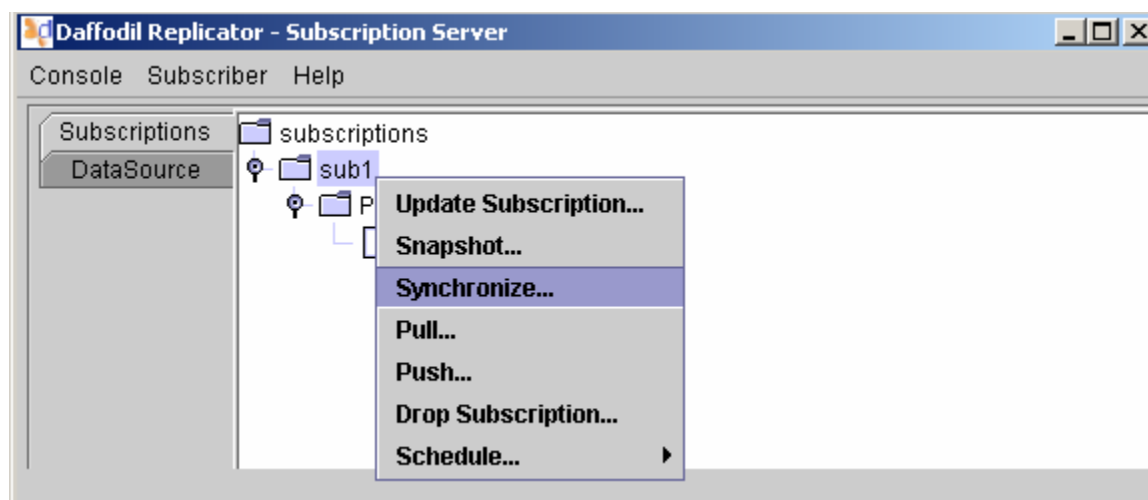 Daffodil Replicator - Subscription Server
Console Subscriber Help
Subscriptions
DataSource
subscriptions
sub1
P
Update Subscription...
Snapshot...
Synchronize...
Pull...
Push...
Drop Subscription...
Schedule...